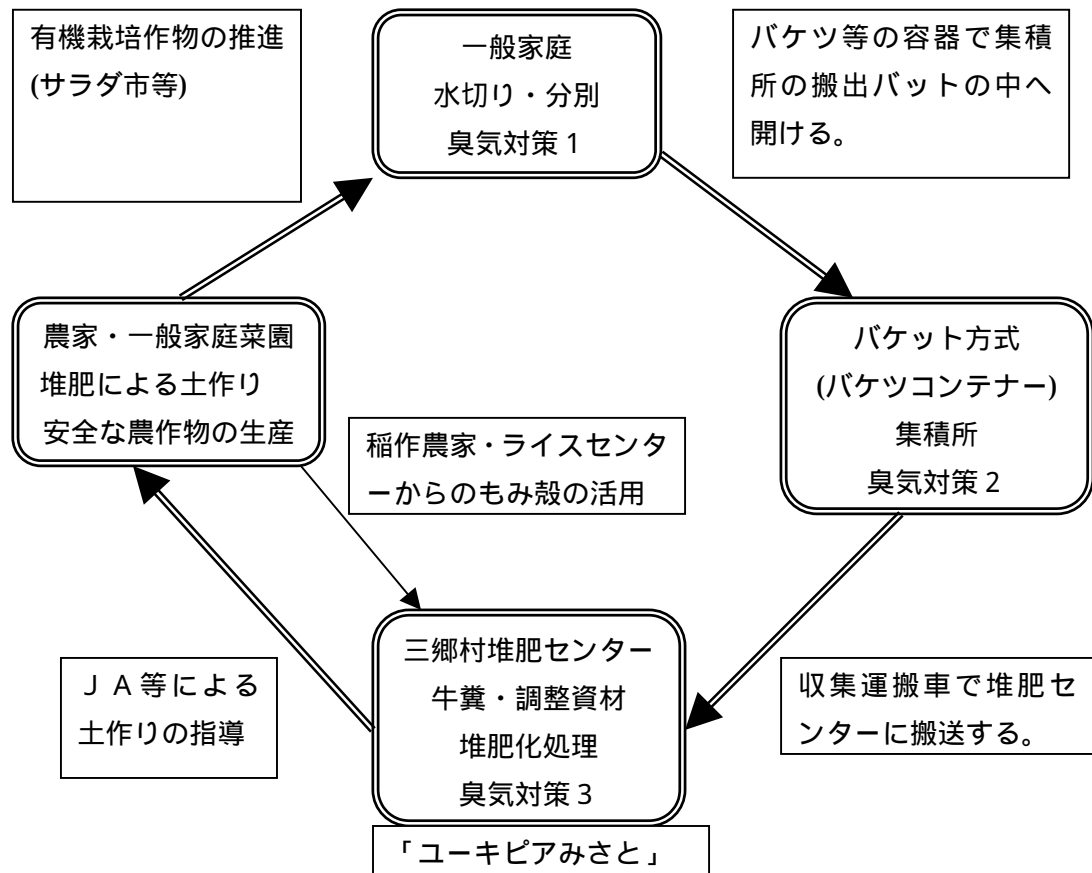 有機栽培作物の推進
(サラダ市等)
一般家庭
水切り・分別
臭気対策1
バケツ等の容器で集積
所の搬出バットの中へ
開ける。
農家・一般家庭菜園
堆肥による土作り
安全な農作物の生産
バケット方式
(バケツコンテナー)
集積所
臭気対策2
稲作農家・ライスセンタ
ーからのもみ殻の活用
三郷村堆肥センター
牛糞・調整資材
堆肥化処理
臭気対策3
「ユーキピアみさと」
JA等による
土作りの指導
収集運搬車で堆肥セ
ンターに搬送する。